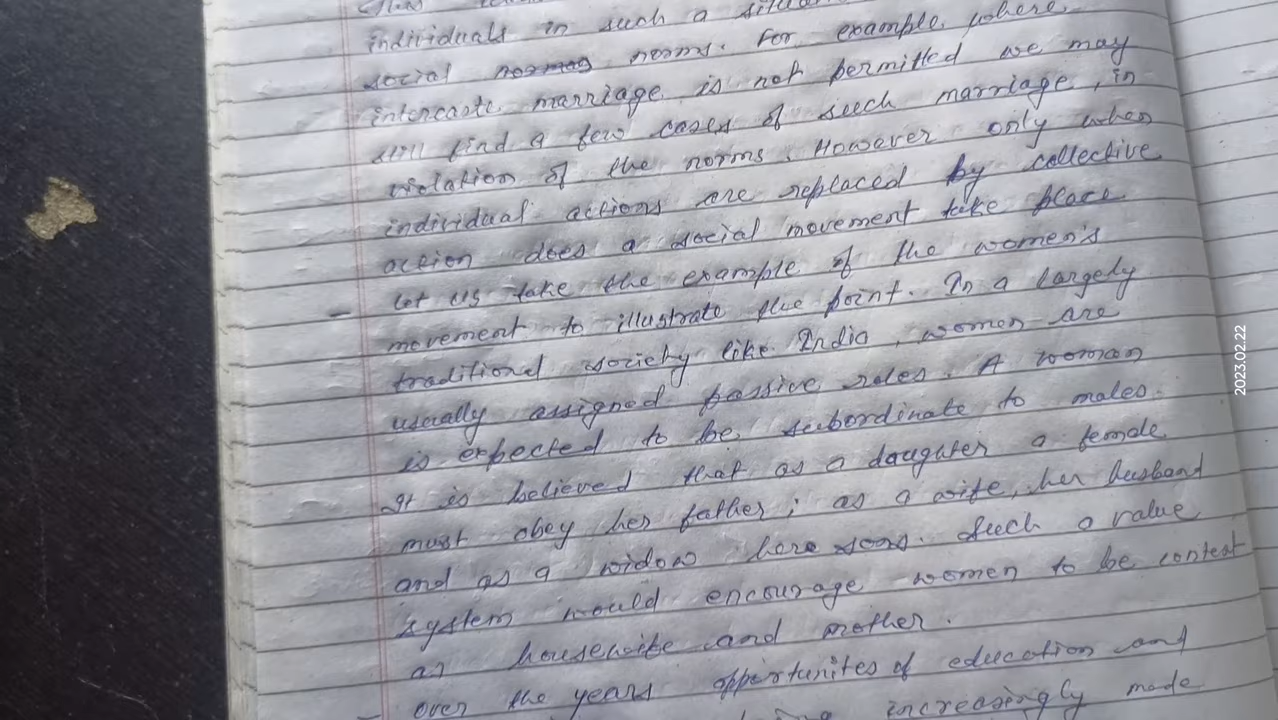 individuals in such a
social norms. For example, where
intercaste marriage is not permitted we may
still find a few cases of such marriage, in
violation of the norms. However only when
individual actions are replaced by collective
action does a social movement take place
- let us take the example of the women's
movement to illustrate the point. In a largely
traditional society like India, women are
usually assigned passive roles. A woman
is expected to be subordinate to males.
It is believed that as a daughter a female
must obey her father; as a wife, her husband
and as a widow here sons. Such a value
system would encourage women to be contest
as housewife and mother.
- over the years opportunites of education and
increasingly made
2023.02.22